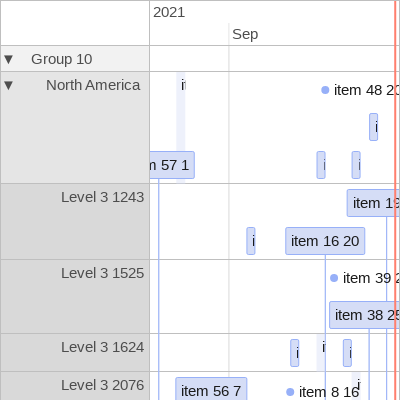 2021
Sep
▼ Group 10
▼ North America
item 48 20
57 1
Level 3 1243
item 19
item 16 20
Level 3 1525
item 39 2
item 38 25
Level 3 1624
Level 3 2076
item 56 7
item 8 16